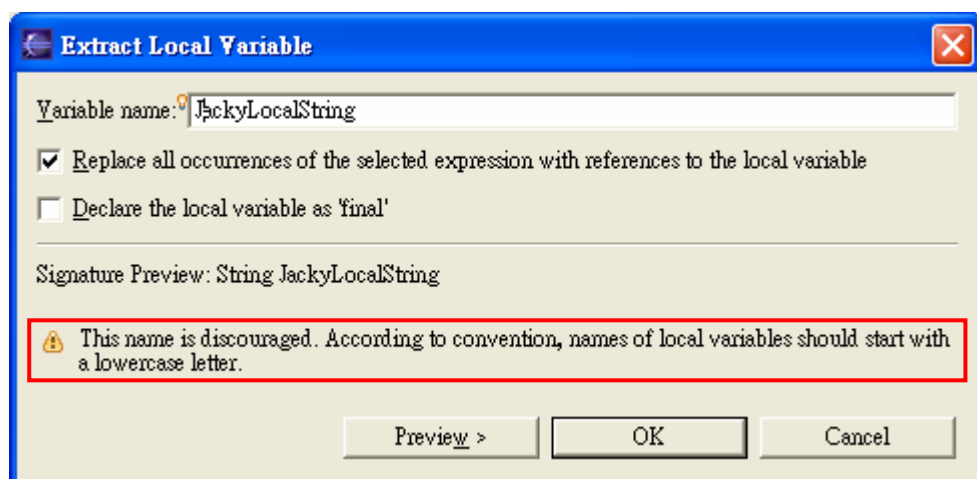 Extract Local Variable
Variable name: JackyLocalString
Replace all occurrences of the selected expression with references to the local variable
Declare the local variable as 'final'
Signature Preview: String JackyLocalString
This name is discouraged. According to convention, names of local variables should start with
a lowercase letter.
Preview > OK Cancel